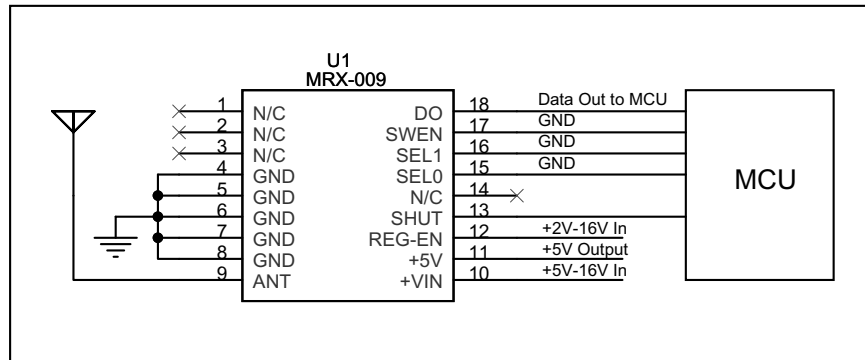 U1
MRX-009
1 N/C DO 18 Data Out to MCU
2 N/C SWEN 17 GND
3 N/C SEL1 16 GND
4 GND SEL0 15 GND
5 GND N/C 14
6 GND SHUT 13
7 GND REG-EN 12 +2V-16V In
8 GND +5V 11 +5V Output
9 ANT +VIN 10 +5V-16V In
MCU